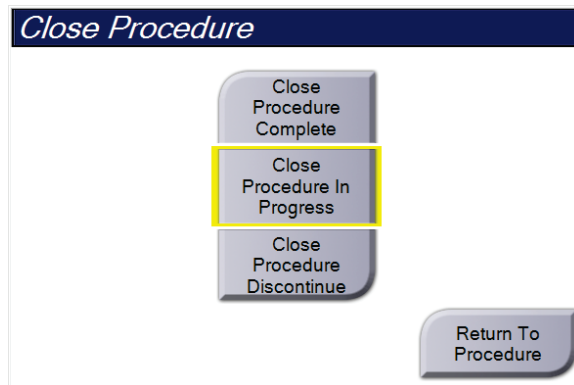 Close Procedure
Close
Procedure
Complete
Close
Procedure In
Progress
Close
Procedure
Discontinue
Return To
Procedure